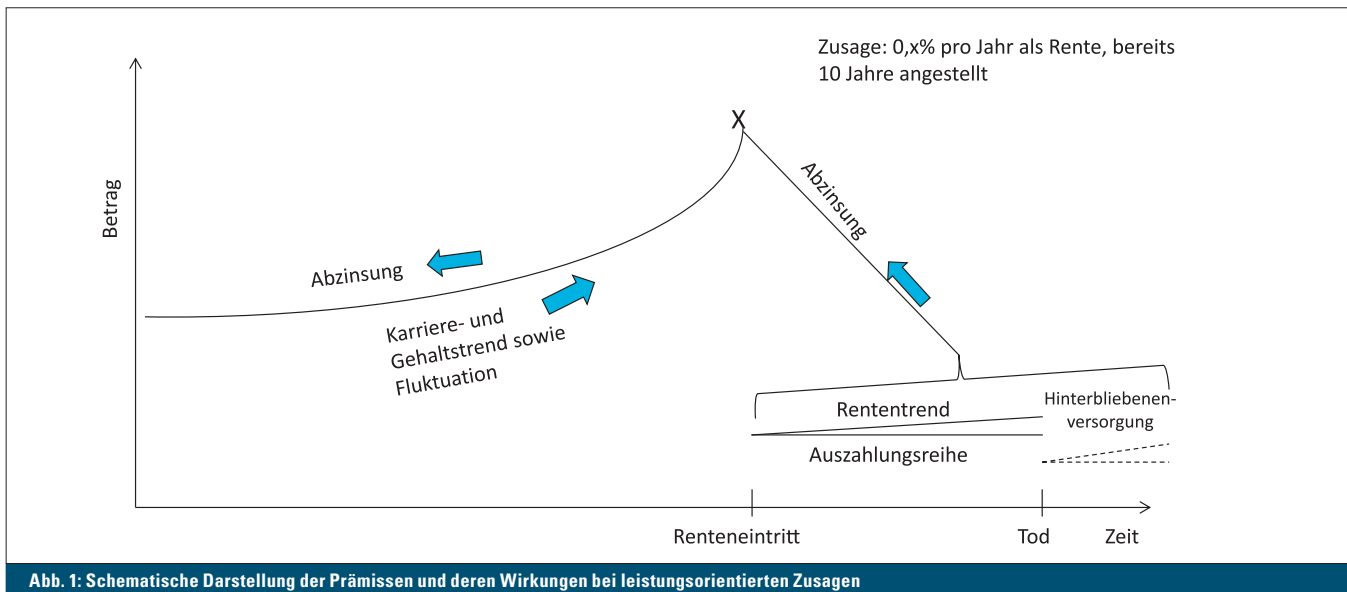 Zusage: 0,x% pro Jahr als Rente, bereits
10 Jahre angestellt
X
Betrag
Abzinsung
Abzinsung
Karriere- und
Gehaltstrend sowie
Fluktuation
Rententrend
Hinterbliebenen-
versorgung
Auszahlungsreihe
Renteneintritt
Tod
Zeit
Abb. 1: Schematische Darstellung der Prämissen und deren Wirkungen bei leistungsorientierten Zusagen